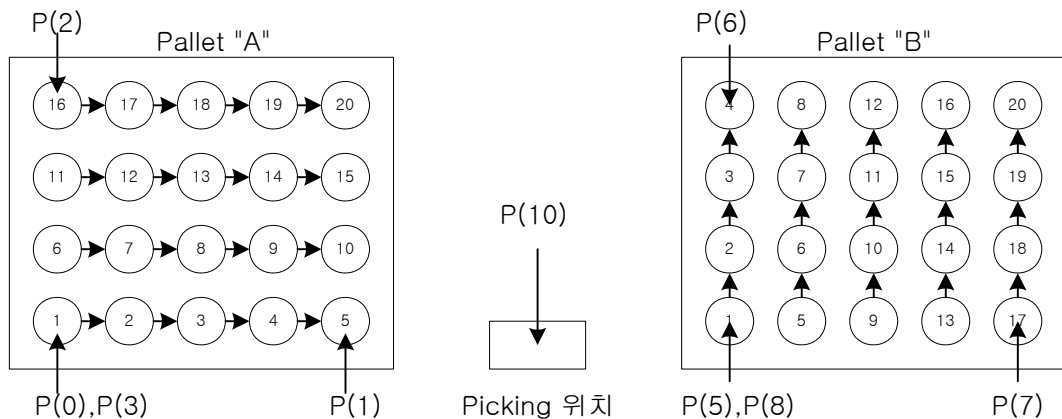 P(2)
P(6)
Pallet "A"
Pallet "B"
16 17 18 19 20
4 8 12 16 20
11 12 13 14 15
3 7 11 15 19
P(10)
6 7 8 9 10
2 6 10 14 18
1 2 3 4 5
1 5 9 13 17
P(0),P(3)
P(1)
Picking 위치
P(5),P(8)
P(7)